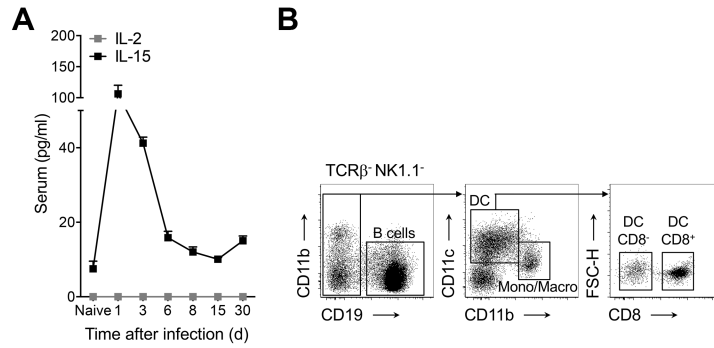 A
200
150
100
40
20
0
Serum (pg/ml)
IL-2
IL-15
Naive 1 3 6 8 15 30
Time after infection (d)
B
TCRβ- NK1.1-
CD11b
B cells
CD19
DC
CD11c
Mono/Macro
CD11b
DC CD8-
DC CD8+
FSC-H
CD8